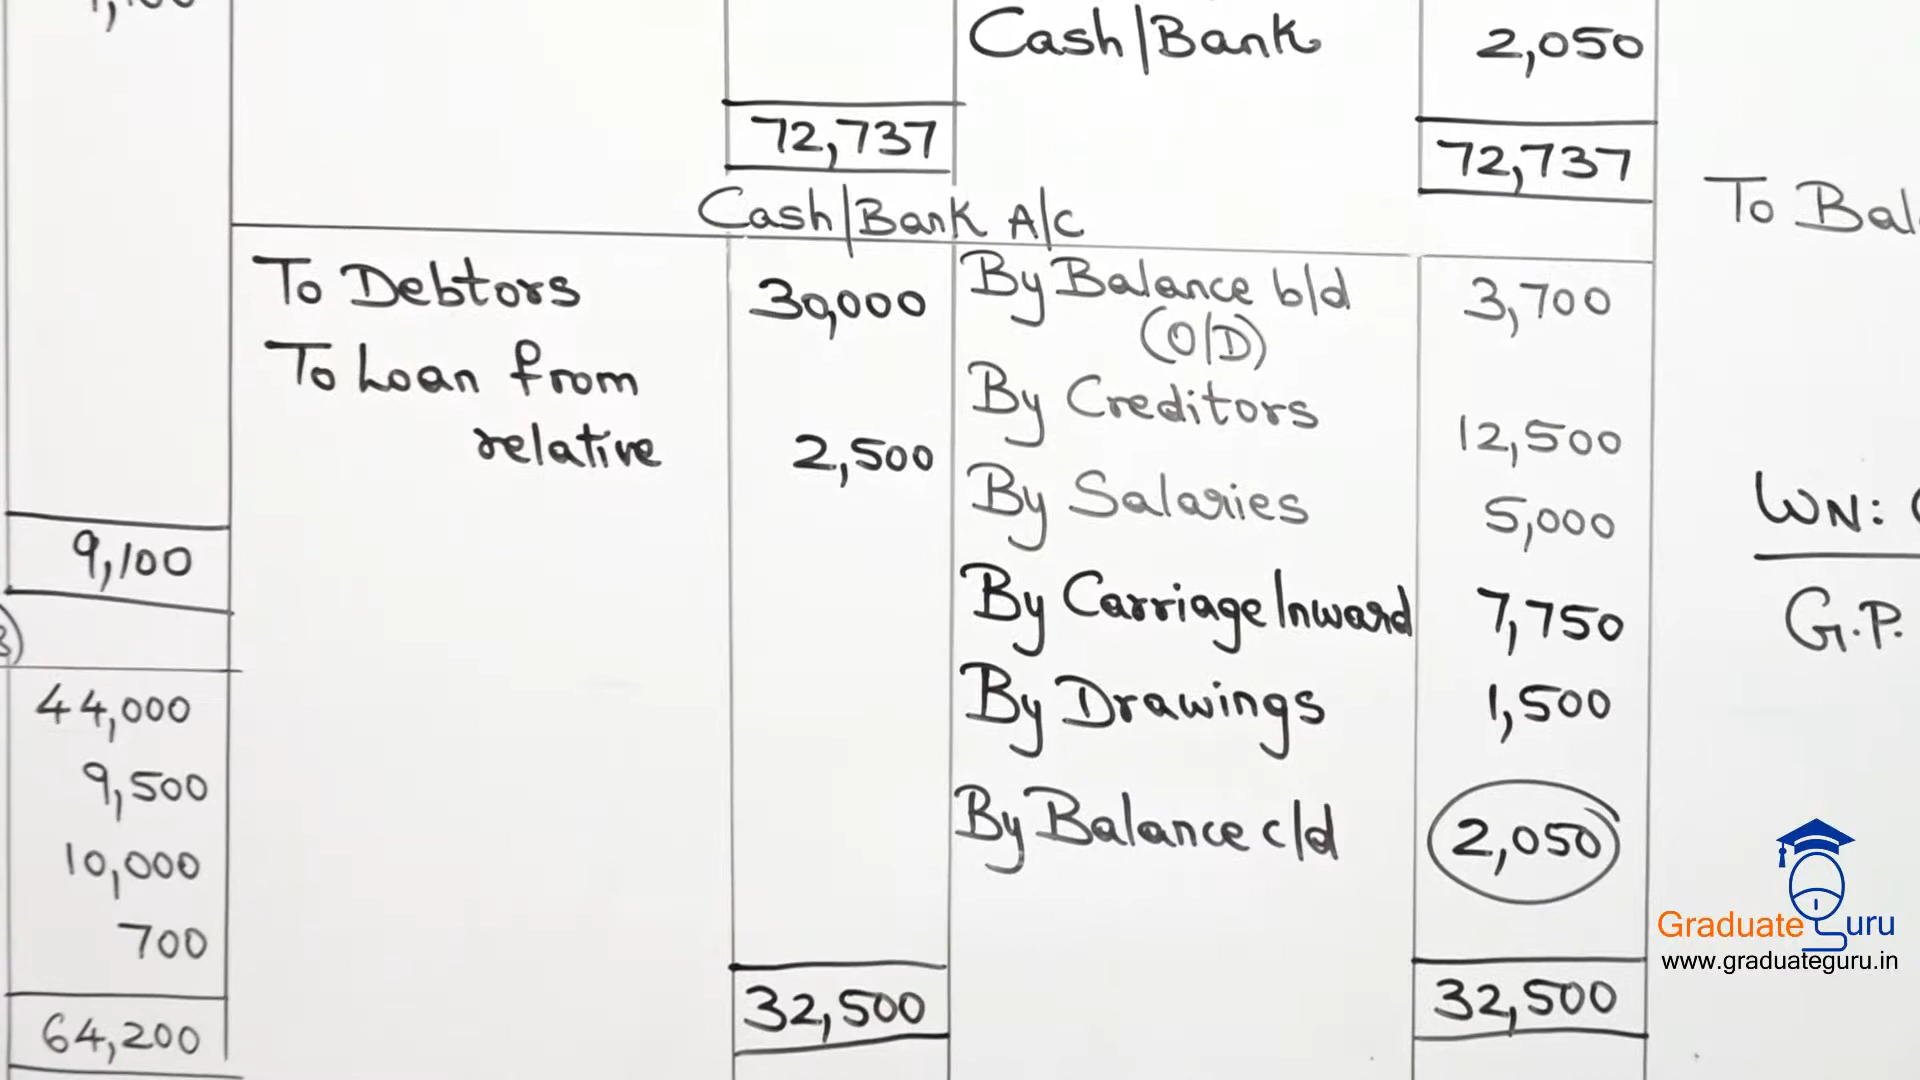 Cash/Bank 2,050
72,737 72,737
To Bal
Cash/Bank A/c
To Debtors 30,000 By Balance b/d 3,700
(O/D)
To Loan from By Creditors 12,500
relative 2,500
By Salaries 5,000
WN:
9,100 By Carriage Inward 7,750
G.P.
44,000 By Drawings 1,500
9,500
10,000 By Balance c/d 2,050
700
32,500 32,500
64,200
Graduate Guru
www.graduateguru.in